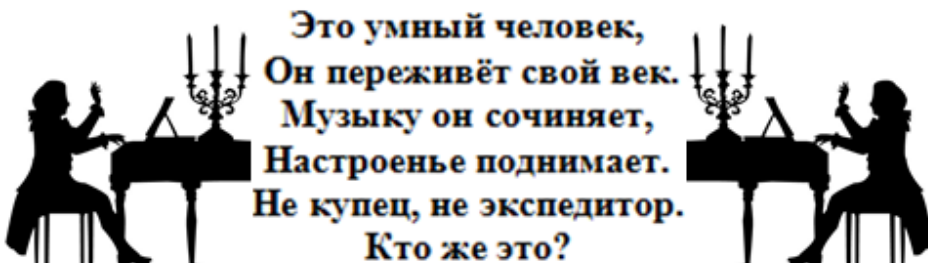 Это умный человек,
Он переживёт свой век.
Музыку он сочиняет,
Настроенье поднимает.
Не купец, не экспедитор.
Кто же это?